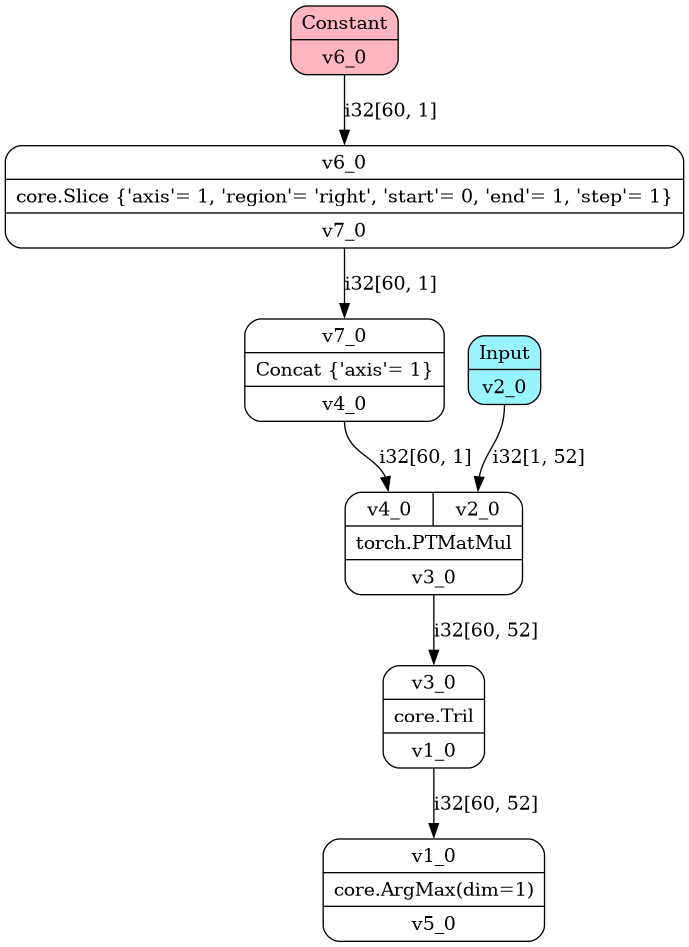 Constant
v6_0
i32[60, 1]
v6_0
core.Slice {'axis'= 1, 'region'= 'right', 'start'= 0, 'end'= 1, 'step'= 1}
v7_0
i32[60, 1]
v7_0
Concat {'axis'= 1}
v4_0
Input
v2_0
i32[60, 1]
i32[1, 52]
v4_0
v2_0
torch.PTMatMul
v3_0
i32[60, 52]
v3_0
core.Tril
v1_0
i32[60, 52]
v1_0
core.ArgMax(dim=1)
v5_0